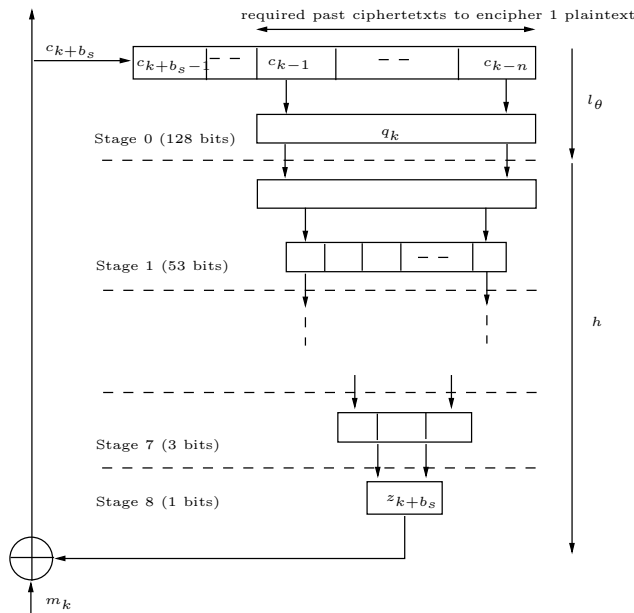 required past ciphertetxts to encipher 1 plaintext
c_{k+b_s}
c_{k+b_s-1} - - c_{k-1} - - c_{k-n}
l_θ
q_k
Stage 0 (128 bits)
Stage 1 (53 bits)
- -
h
Stage 7 (3 bits)
Stage 8 (1 bits)
z_{k+b_s}
m_k